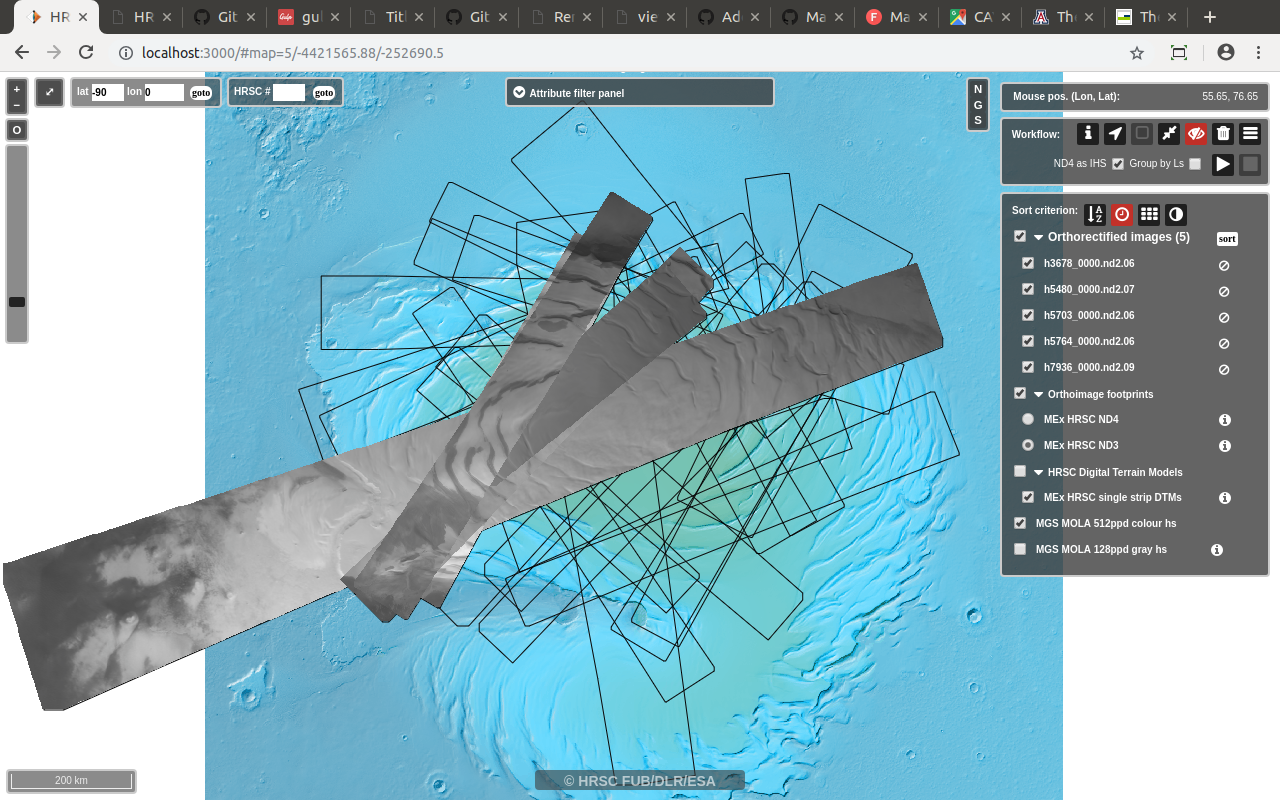 HR
HR
Git
gul
Titl
Git
Rer
vie
Ad
Ma
Ma
CA
The
The
localhost:3000/#map=5/-4421565.88/-252690.5
+
−
O
lat -90 lon 0 goto
HRSC # goto
Attribute filter panel
N
G
S
Mouse pos. (Lon, Lat): 55.65, 76.65
Workflow:
ND4 as IHS Group by Ls
Sort criterion: A Z
Orthorectified images (5) sort
h3678_0000.nd2.06
h5480_0000.nd2.07
h5703_0000.nd2.06
h5764_0000.nd2.06
h7936_0000.nd2.09
Orthoimage footprints
MEx HRSC ND4
MEx HRSC ND3
HRSC Digital Terrain Models
MEx HRSC single strip DTMs
MGS MOLA 512ppd colour hs
MGS MOLA 128ppd gray hs
200 km
© HRSC FUB/DLR/ESA